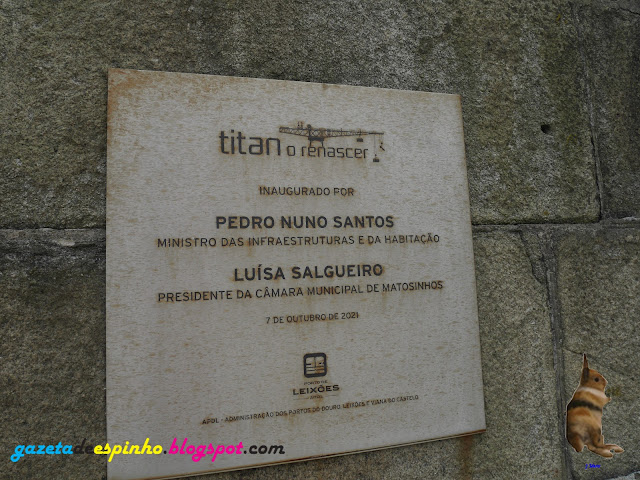 titan o renascer
INAUGURADO POR
PEDRO NUNO SANTOS
MINISTRO DAS INFRAESTRUTURAS E DA HABITAÇÃO
LUÍSA SALGUEIRO
PRESIDENTE DA CÂMARA MUNICIPAL DE MATOSINHOS
7 DE OUTUBRO DE 2021
PORTO DE
LEIXÕES
APDL - ADMINISTRAÇÃO DOS PORTOS DO DOURO, LEIXÕES E VIANA DO CASTELO
gazetadeespinho.blogspot.com